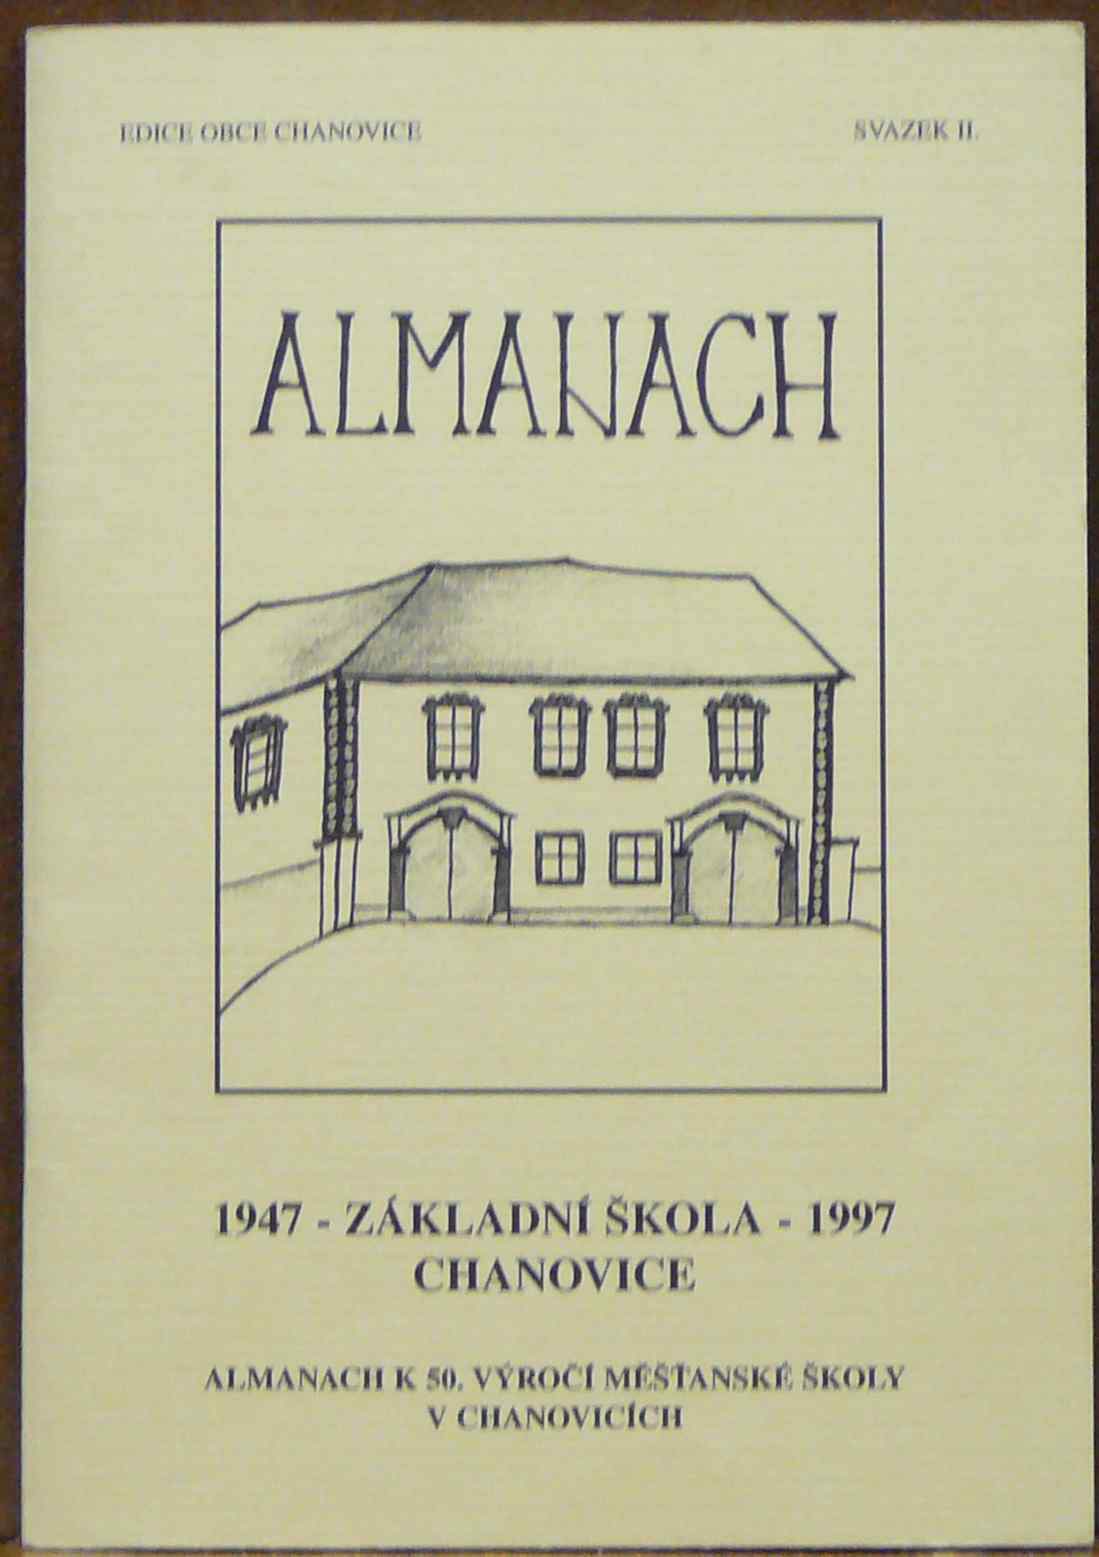 EDICE OBCE CHANOVICE
SVAZEK II.
ALMANACH
1947 - ZÁKLADNÍ ŠKOLA - 1997
CHANOVICE
ALMANACH K 50. VÝROČÍ MĚŠŤANSKÉ ŠKOLY
V CHANOVICÍCH